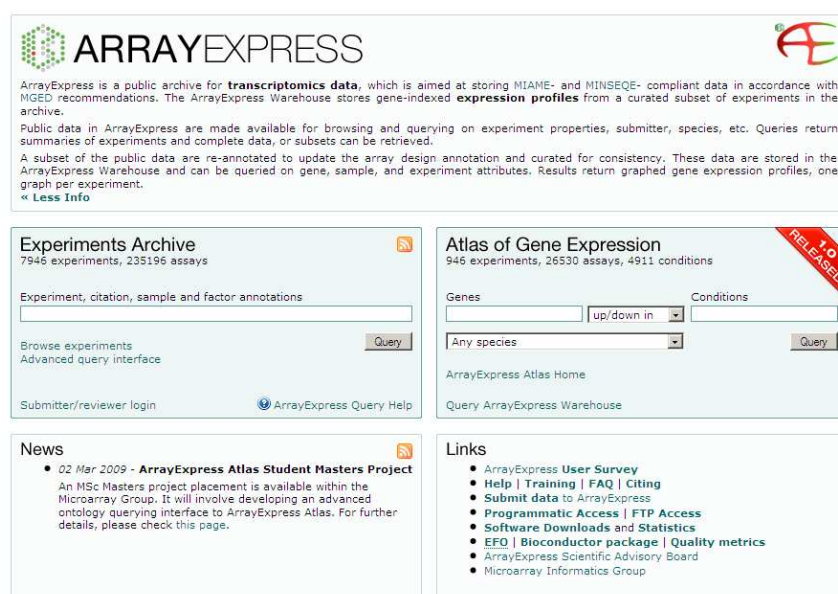 ARRAYEXPRESS
ArrayExpress is a public archive for transcriptomics data, which is aimed at storing MIAME- and MINSEQE- compliant data in accordance with
MGED recommendations. The ArrayExpress Warehouse stores gene-indexed expression profiles from a curated subset of experiments in the
archive.
Public data in ArrayExpress are made available for browsing and querying on experiment properties, submitter, species, etc. Queries return
summaries of experiments and complete data, or subsets can be retrieved.
A subset of the public data are re-annotated to update the array design annotation and curated for consistency. These data are stored in the
ArrayExpress Warehouse and can be queried on gene, sample, and experiment attributes. Results return graphed gene expression profiles, one
graph per experiment.
« Less Info
Experiments Archive
7946 experiments, 235196 assays
Experiment, citation, sample and factor annotations
Query
Browse experiments
Advanced query interface
Submitter/reviewer login
ArrayExpress Query Help
Atlas of Gene Expression
946 experiments, 26530 assays, 4911 conditions
1.0
RELEASED
Genes
Conditions
up/down in
Any species
Query
ArrayExpress Atlas Home
Query ArrayExpress Warehouse
News
02 Mar 2009 - ArrayExpress Atlas Student Masters Project
An MSc Masters project placement is available within the
Microarray Group. It will involve developing an advanced
ontology querying interface to ArrayExpress Atlas. For further
details, please check this page.
Links
ArrayExpress User Survey
Help | Training | FAQ | Citing
Submit data to ArrayExpress
Programmatic Access | FTP Access
Software Downloads and Statistics
EFO | Bioconductor package | Quality metrics
ArrayExpress Scientific Advisory Board
Microarray Informatics Group